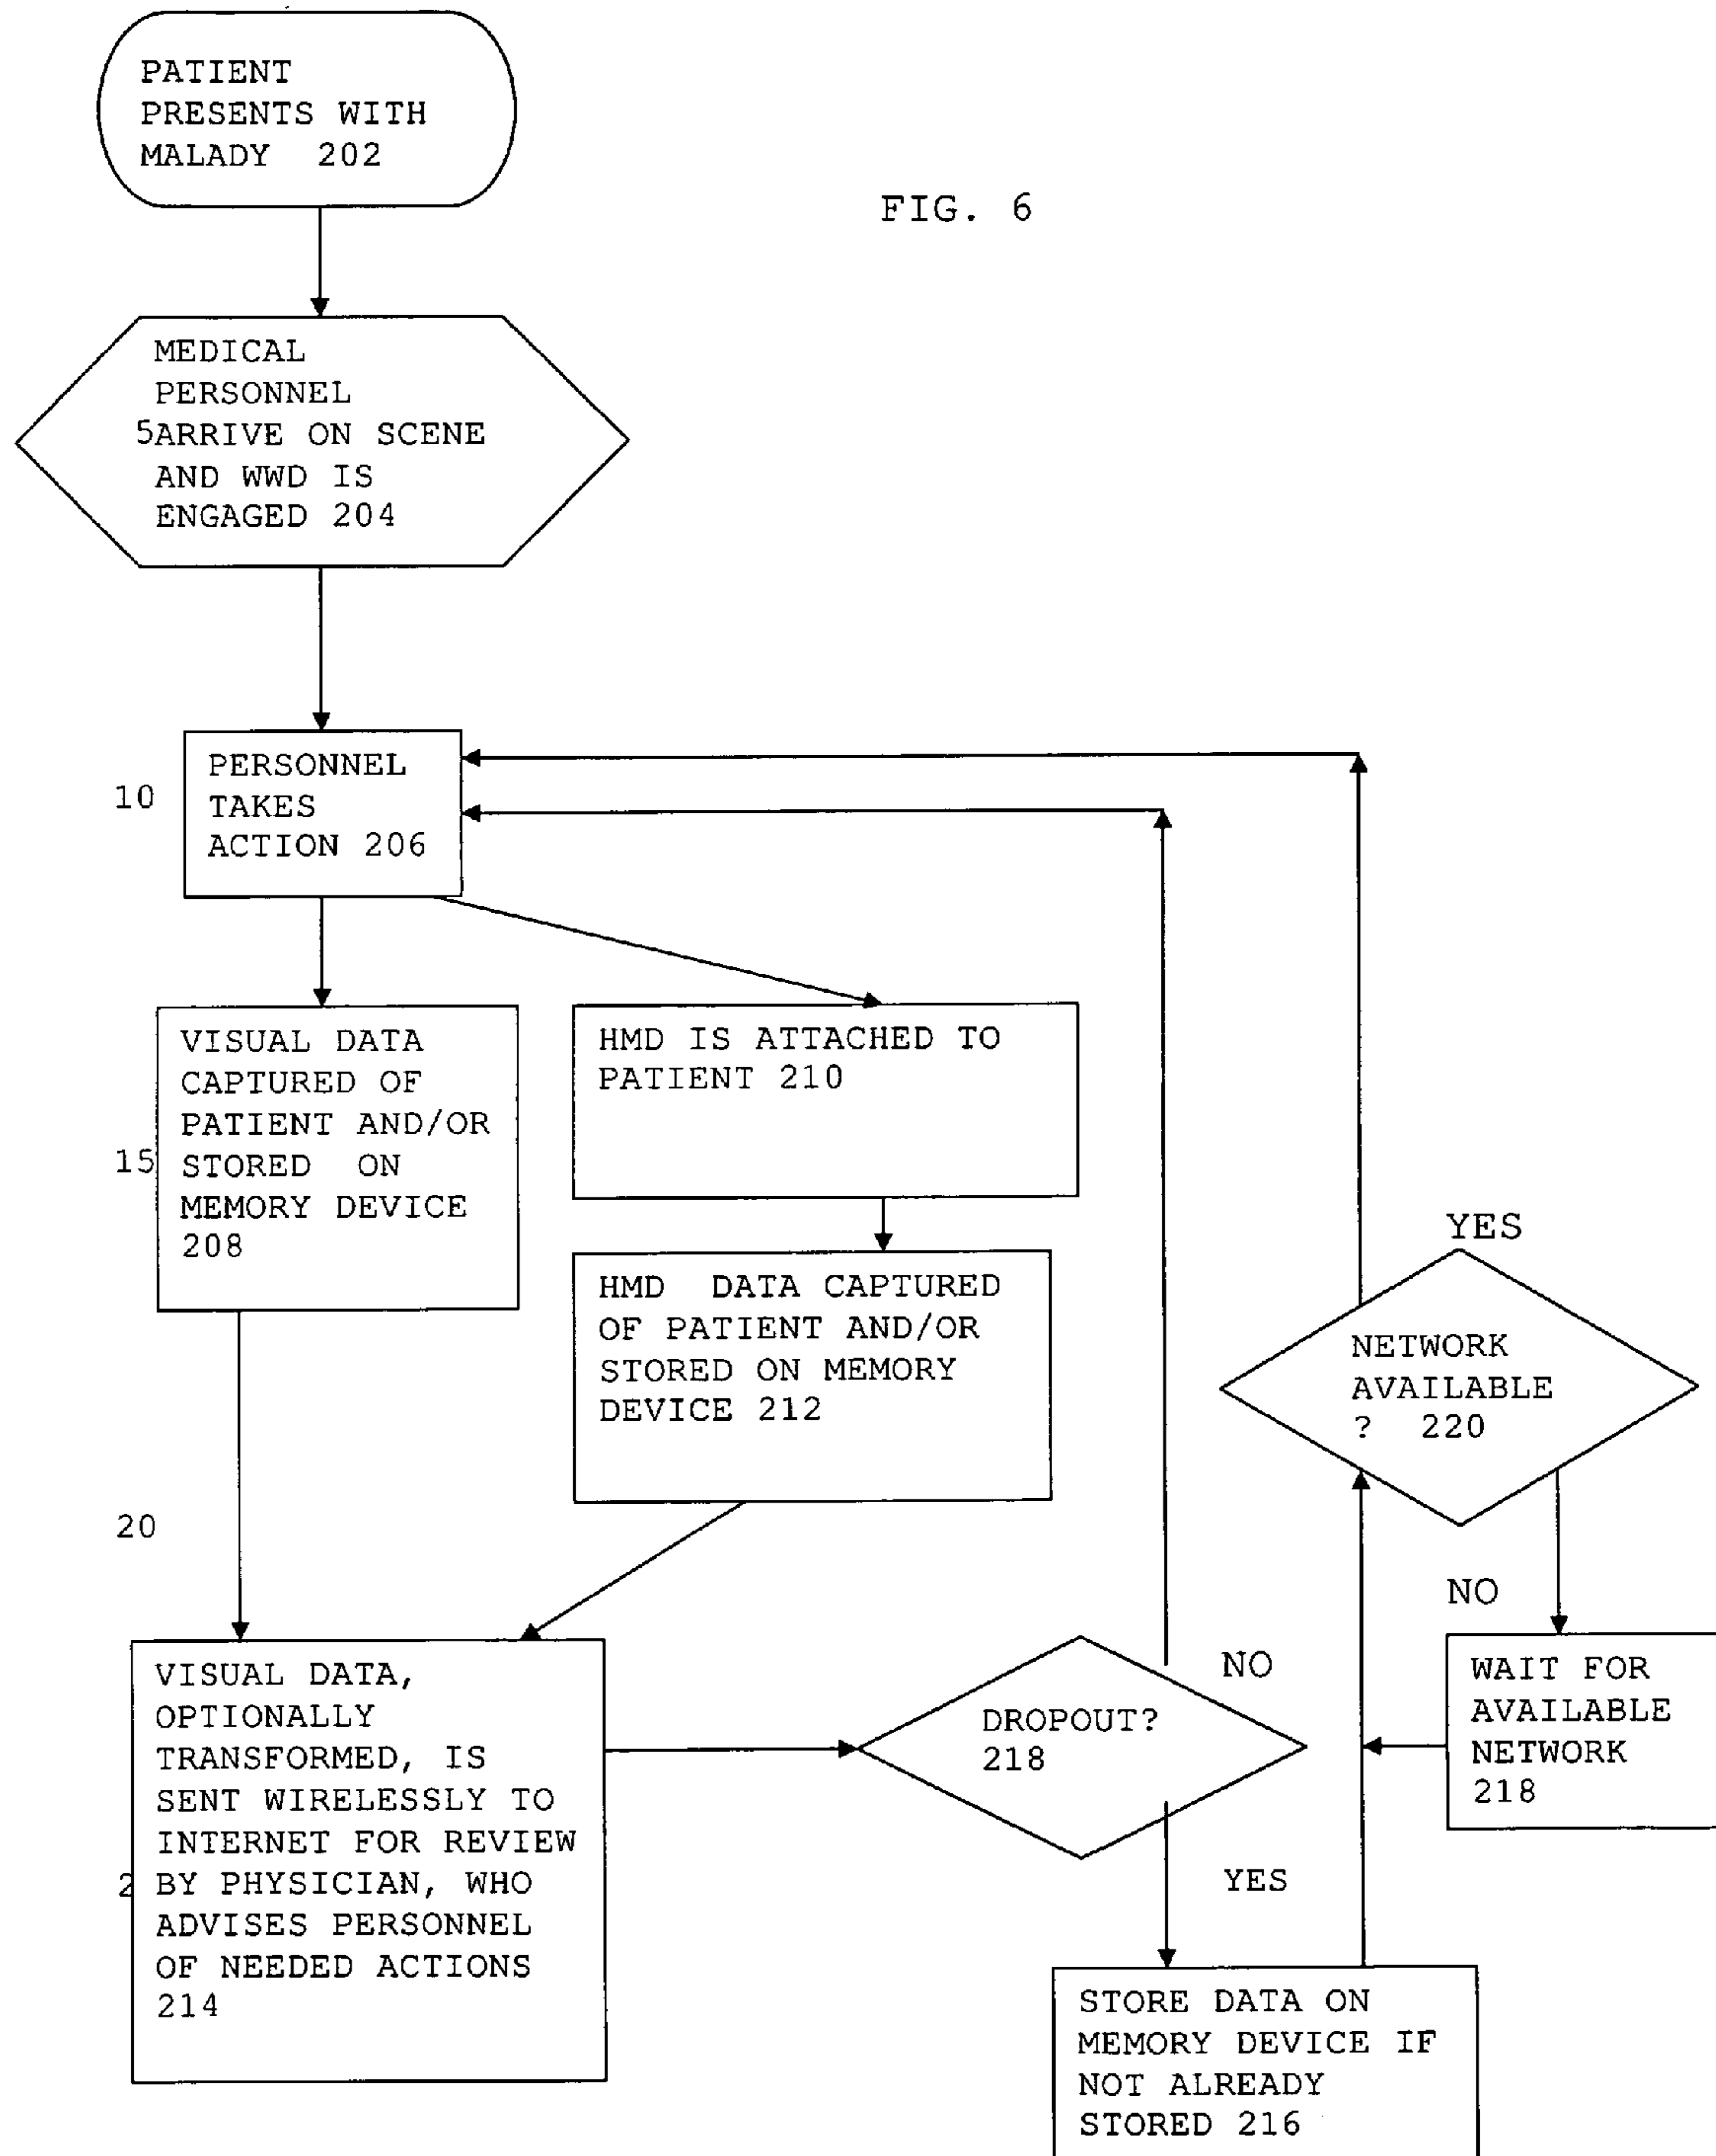 PATIENT
PRESENTS WITH
MALADY 202
FIG. 6
MEDICAL
PERSONNEL
5ARRIVE ON SCENE
AND WWD IS
ENGAGED 204
PERSONNEL
10 TAKES
ACTION 206
VISUAL DATA
CAPTURED OF
PATIENT AND/OR
15 STORED ON
MEMORY DEVICE
208
HMD IS ATTACHED TO
PATIENT 210
HMD DATA CAPTURED
OF PATIENT AND/OR
STORED ON MEMORY
DEVICE 212
YES
NETWORK
AVAILABLE
? 220
20
NO
VISUAL DATA,
OPTIONALLY
TRANSFORMED, IS
SENT WIRELESSLY TO
INTERNET FOR REVIEW
2 BY PHYSICIAN, WHO
ADVISES PERSONNEL
OF NEEDED ACTIONS
214
DROPOUT?
218
NO
WAIT FOR
AVAILABLE
NETWORK
218
YES
STORE DATA ON
MEMORY DEVICE IF
NOT ALREADY
STORED 216